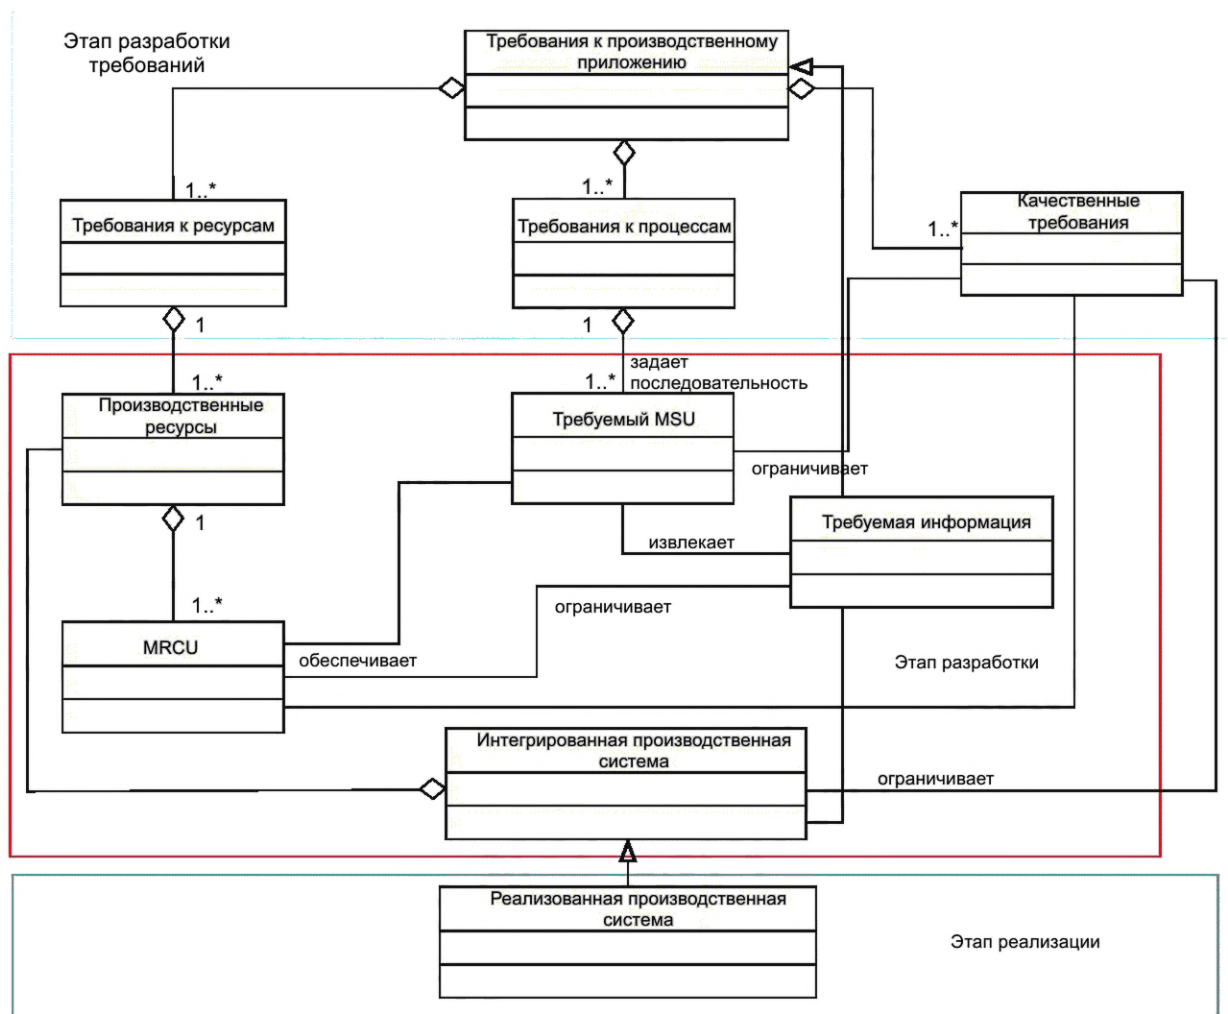 Этап разработки
требований
Требования к производственному
приложению
1..*
Требования к ресурсам
1..*
Требования к процессам
1..*
Качественные
требования
1
1
задает
последовательность
1..*
Производственные
ресурсы
1..*
Требуемый MSU
ограничивает
1
Требуемая информация
извлекает
1..*
ограничивает
MRCU
обеспечивает
Этап разработки
Интегрированная производственная
система
ограничивает
Реализованная производственная
система
Этап реализации